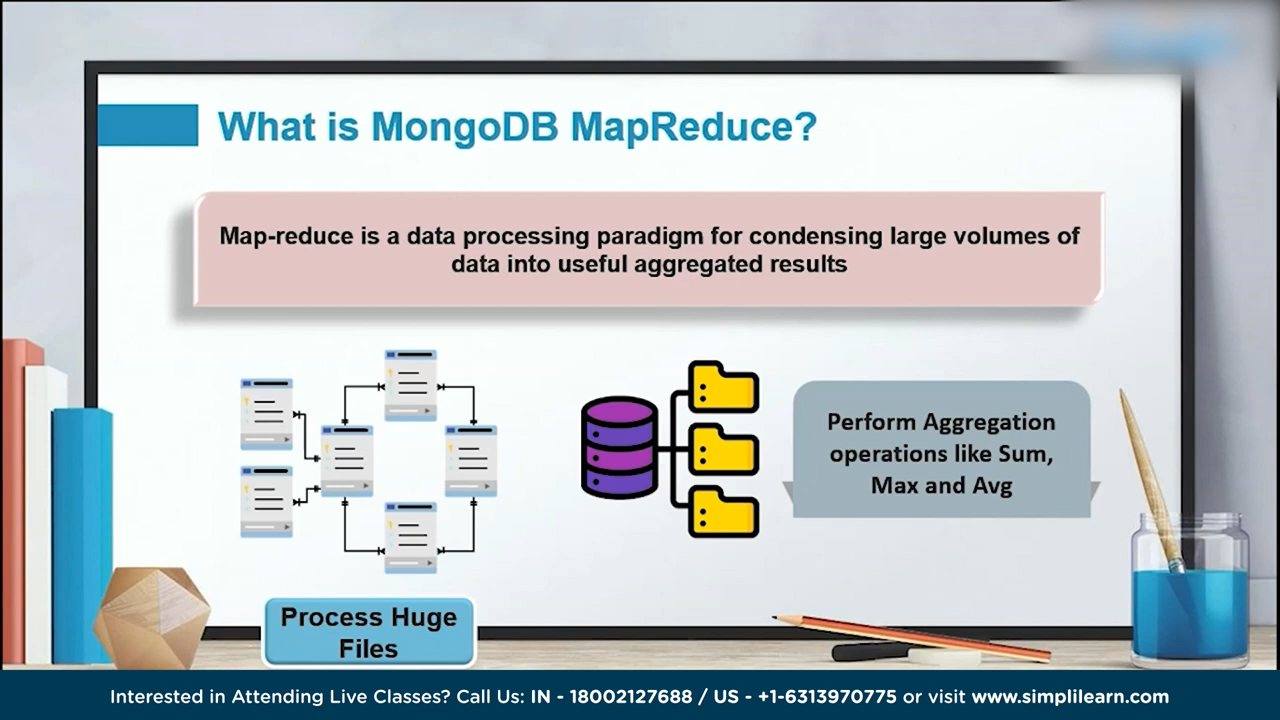 What is MongoDB MapReduce?
Map-reduce is a data processing paradigm for condensing large volumes of
data into useful aggregated results
Perform Aggregation
operations like Sum,
Max and Avg
Process Huge
Files
Interested in Attending Live Classes? Call Us: IN - 18002127688 / US - +1-6313970775 or visit www.simplilearn.com